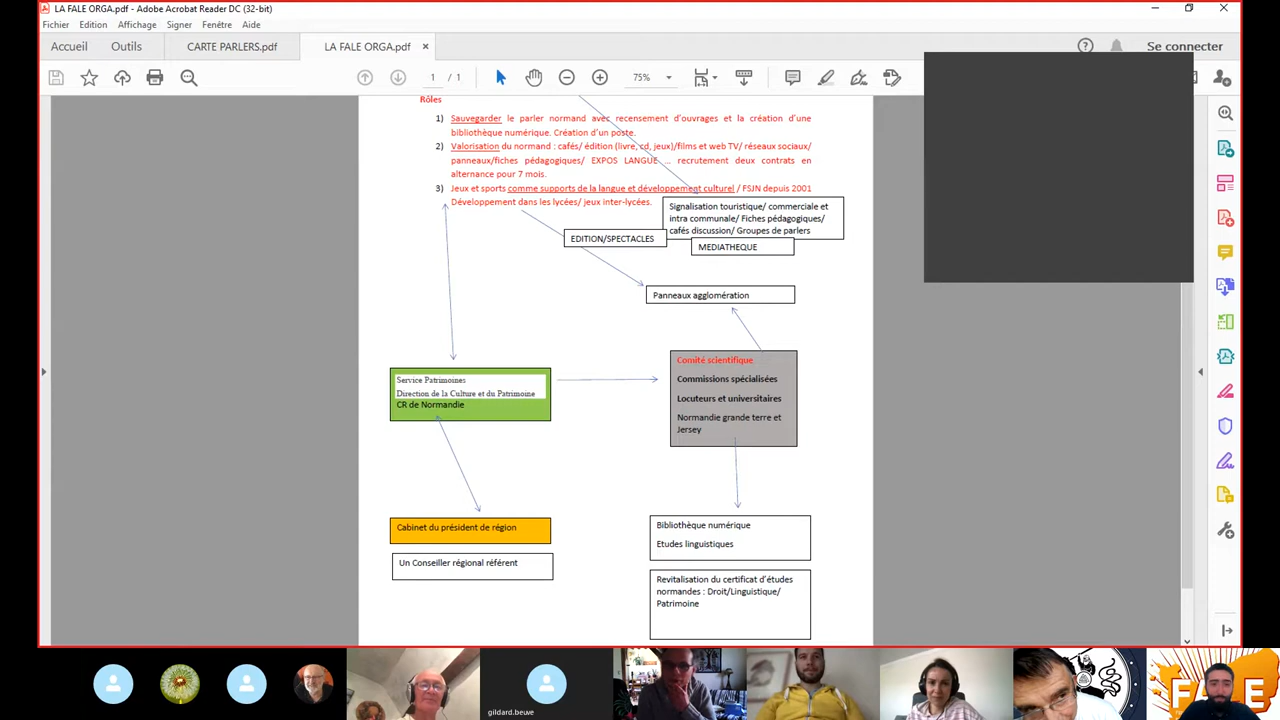 LA FALE ORGA.pdf - Adobe Acrobat Reader DC (32-bit)
Fichier Edition Affichage Signer Fenêtre Aide
Accueil Outils CARTE PARLERS.pdf LA FALE ORGA.pdf × Se connecter
1 / 1 75%
Rôles
1) Sauvegarder le parler normand avec recensement d'ouvrages et la création d'une
bibliothèque numérique. Création d'un poste.
2) Valorisation du normand : cafés/ édition (livre, cd, jeux)/films et web TV/ réseaux sociaux/
panneaux/fiches pédagogiques/ EXPOS LANGUE ... recrutement deux contrats en
alternance pour 7 mois.
3) Jeux et sports comme supports de la langue et développement culturel / FSJN depuis 2001
Développement dans les lycées/ jeux inter-lycées.
Signalisation touristique/ commerciale et
intra communale/ Fiches pédagogiques/
cafés discussion/ Groupes de parlers
EDITION/SPECTACLES
MEDIATHEQUE
Panneaux agglomération
Service Patrimoines
Direction de la Culture et du Patrimoine
CR de Normandie
Comité scientifique
Commissions spécialisées
Locuteurs et universitaires
Normandie grande terre et
Jersey
Cabinet du président de région
Un Conseiller régional référent
Bibliothèque numérique
Etudes linguistiques
Revitalisation du certificat d'études
normandes : Droit/Linguistique/
Patrimoine
gildard.beuve
FALE